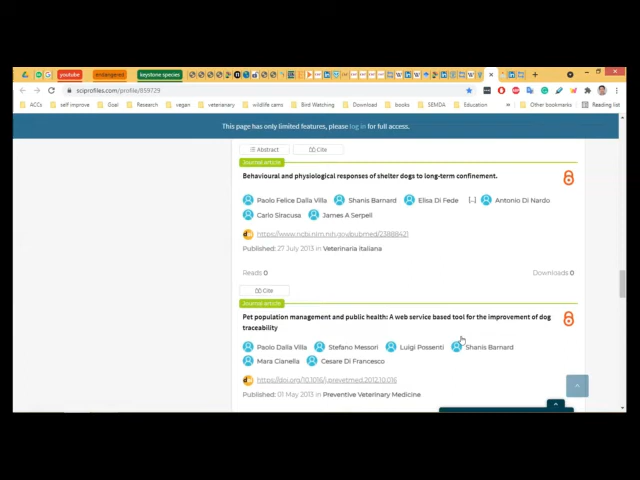 youtube endangered keystone species
sciprofiles.com/profile/859729
ACCs self improve Goal Research vegan veterianary wildlife cams Bird Watching Download books SEMDA Education » Other bookmarks Reading list
This page has only limited features, please log in for full access.
Abstract Cite
Journal article
Behavioural and physiological responses of shelter dogs to long-term confinement.
Paolo Felice Dalla Villa Shanis Barnard Elisa Di Fede [...] Antonio Di Nardo
Carlo Siracusa James A Serpell
https://www.ncbi.nlm.nih.gov/pubmed/23888421
Published: 27 July 2013 in Veterinaria italiana
Reads 0 Downloads 0
Cite
Journal article
Pet population management and public health: A web service based tool for the improvement of dog
traceability
Paolo Dalla Villa Stefano Messori Luigi Possenti Shanis Barnard
Mara Cianella Cesare Di Francesco
https://doi.org/10.1016/j.prevetmed.2012.10.016
Published: 01 May 2013 in Preventive Veterinary Medicine